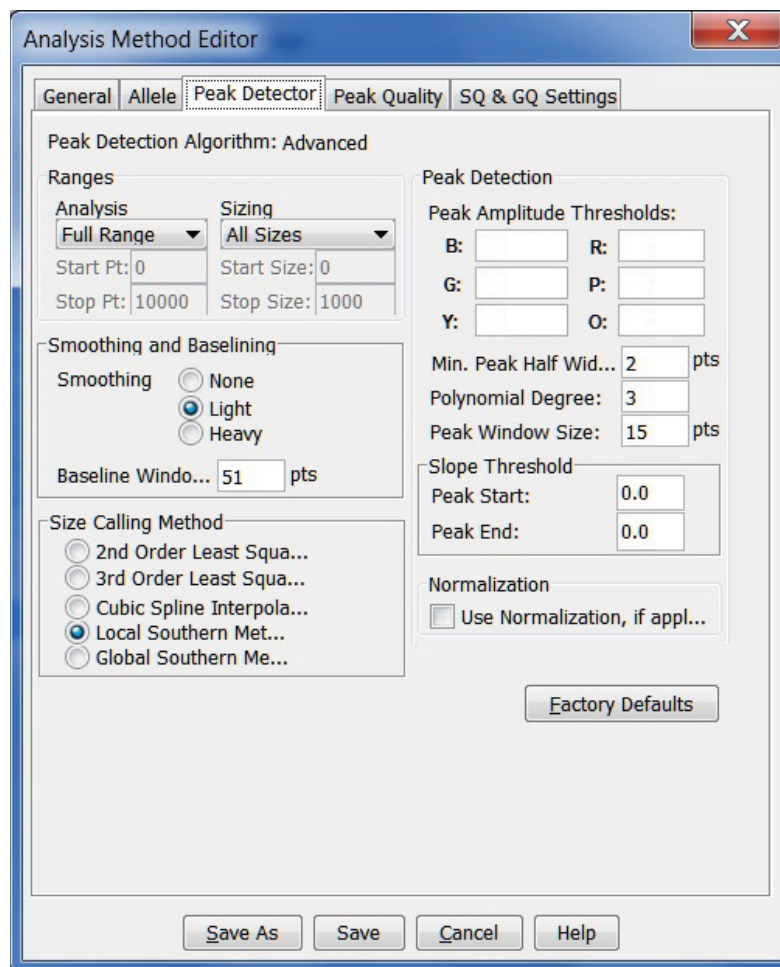 Analysis Method Editor
X
General Allele Peak Detector Peak Quality SQ & GQ Settings
Peak Detection Algorithm: Advanced
Ranges
Analysis Sizing
Full Range All Sizes
Start Pt: 0 Start Size: 0
Stop Pt: 10000 Stop Size: 1000
Smoothing and Baselining
Smoothing None
Light
Heavy
Baseline Windo... 51 pts
Size Calling Method
2nd Order Least Squa...
3rd Order Least Squa...
Cubic Spline Interpola...
Local Southern Met...
Global Southern Me...
Peak Detection
Peak Amplitude Thresholds:
B: R:
G: P:
Y: O:
Min. Peak Half Wid... 2 pts
Polynomial Degree: 3
Peak Window Size: 15 pts
Slope Threshold
Peak Start: 0.0
Peak End: 0.0
Normalization
Use Normalization, if appl...
Factory Defaults
Save As Save Cancel Help